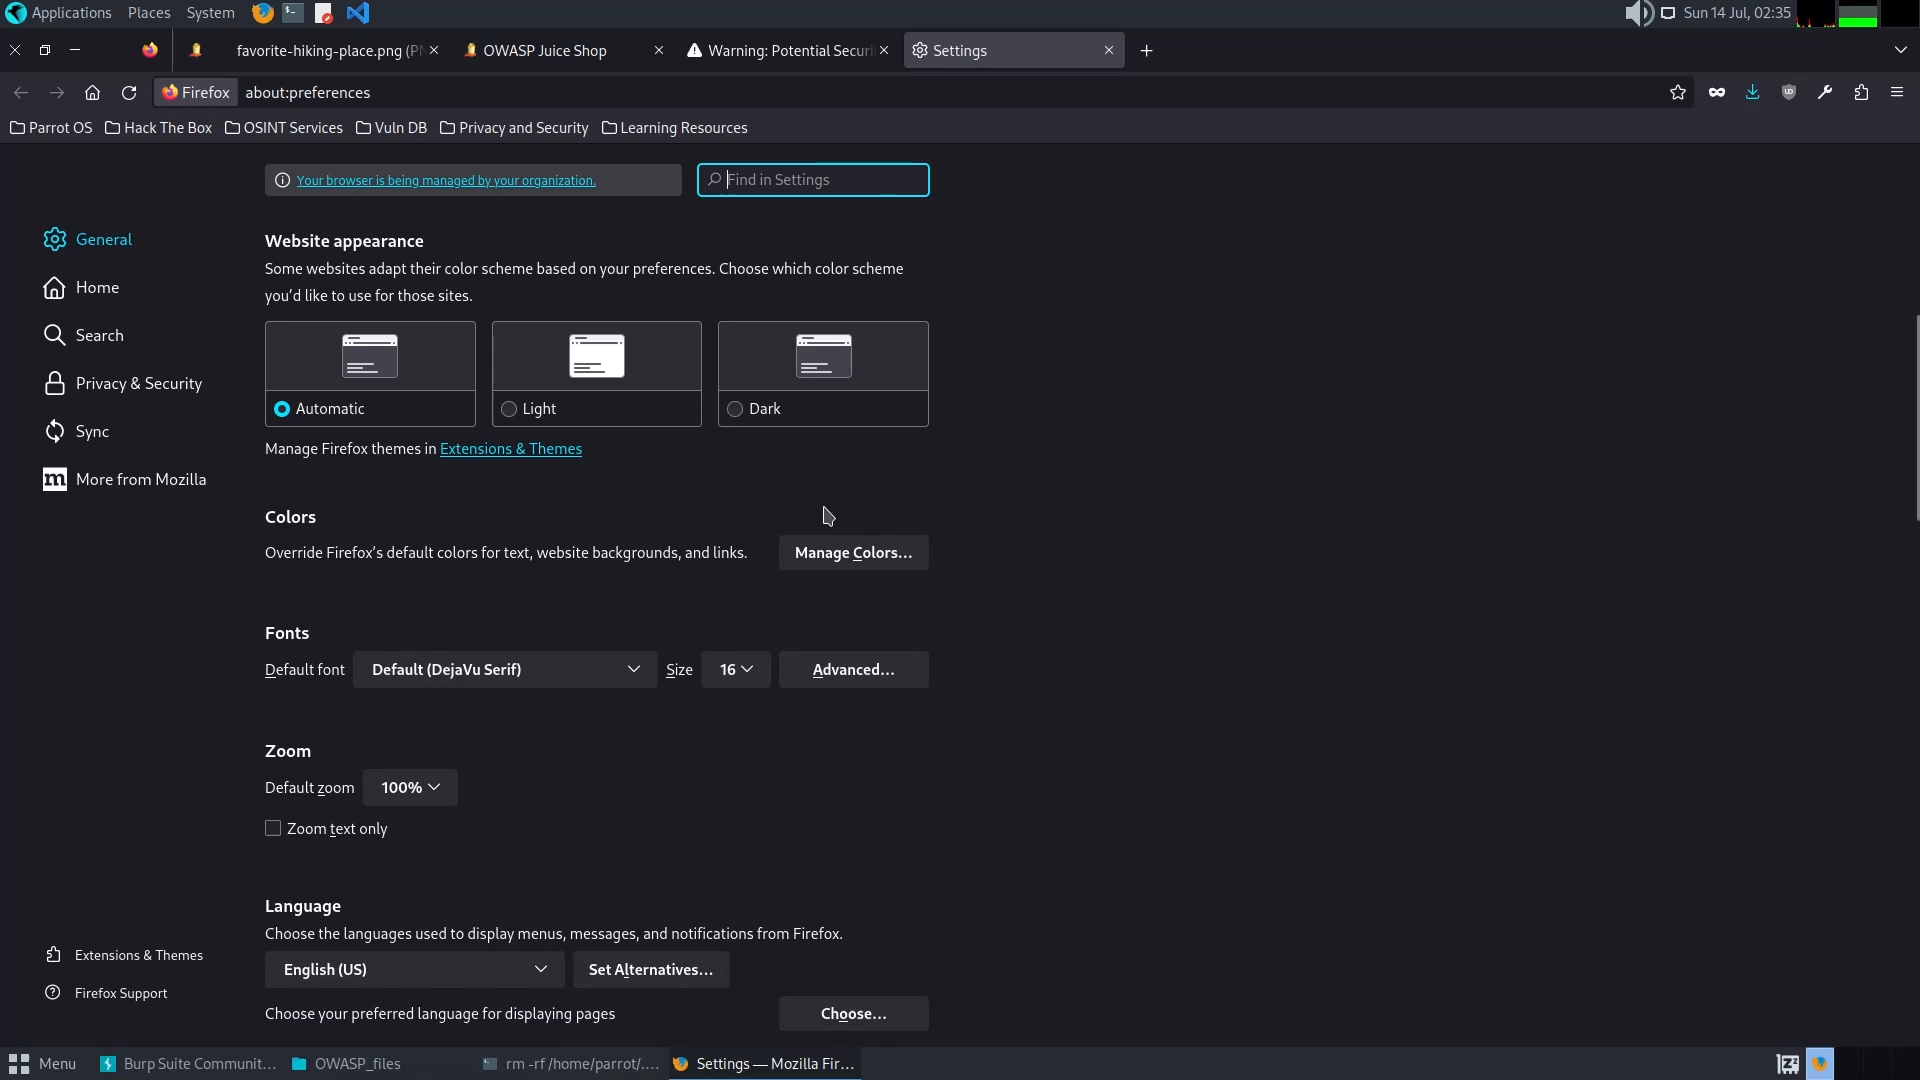 Applications Places System Sun 14 Jul, 02:35
favorite-hiking-place.png (PN OWASP Juice Shop Warning: Potential Securi Settings
Firefox about:preferences
Parrot OS Hack The Box OSINT Services Vuln DB Privacy and Security Learning Resources
Your browser is being managed by your organization. Find in Settings
General
Home
Search
Privacy & Security
Sync
More from Mozilla
Extensions & Themes
Firefox Support
Website appearance
Some websites adapt their color scheme based on your preferences. Choose which color scheme
you’d like to use for those sites.
Automatic Light Dark
Manage Firefox themes in Extensions & Themes
Colors
Override Firefox’s default colors for text, website backgrounds, and links. Manage Colors...
Fonts
Default font Default (DejaVu Serif) Size 16 Advanced...
Zoom
Default zoom 100%
Zoom text only
Language
Choose the languages used to display menus, messages, and notifications from Firefox.
English (US) Set Alternatives...
Choose your preferred language for displaying pages Choose...
Menu Burp Suite Communit... OWASP_files rm -rf /home/parrot/.... Settings — Mozilla Fir...